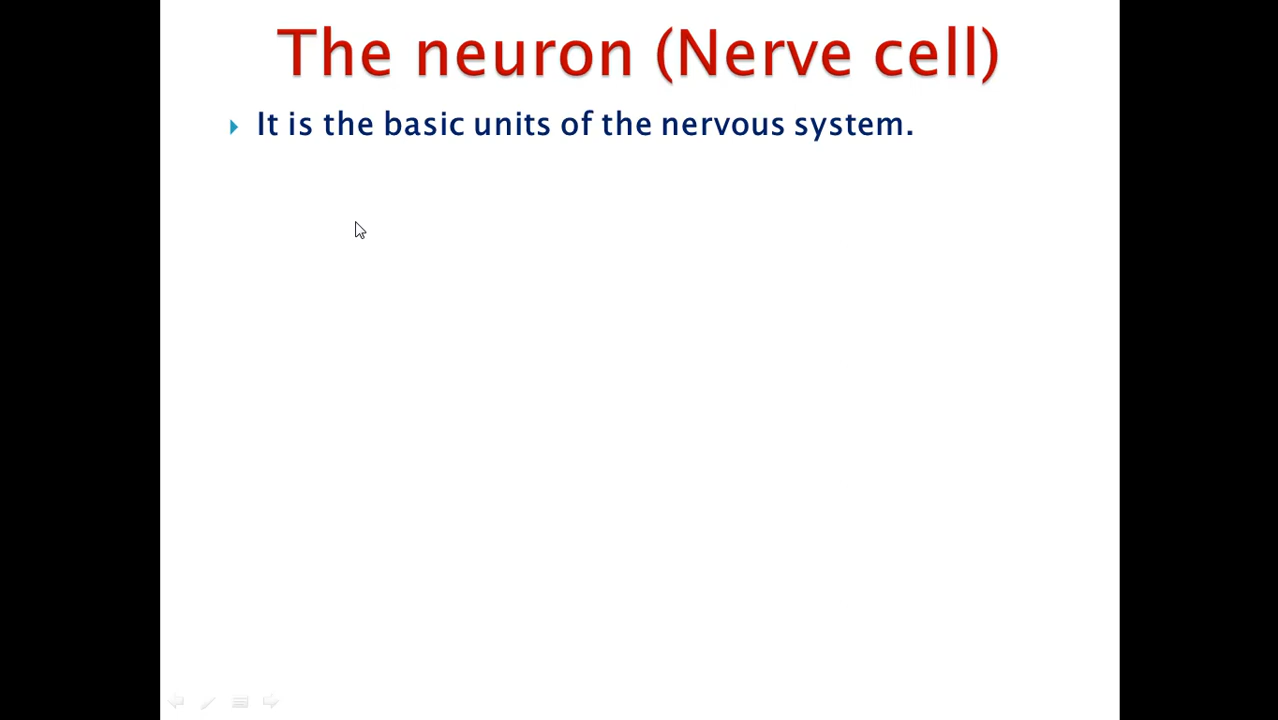 The neuron (Nerve cell)
It is the basic units of the nervous system.